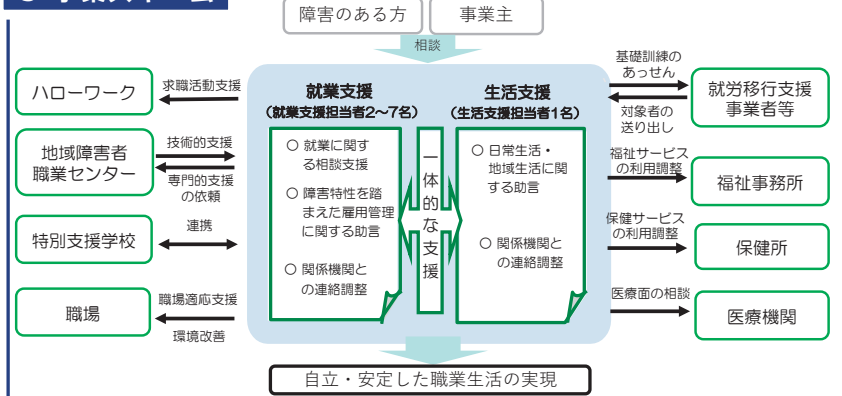 障害のある方
事業主
相談
ハローワーク
求職活動支援
地域障害者
職業センター
技術的支援
専門的支援
の依頼
特別支援学校
連携
職場
職場適応支援
環境改善
就業支援
(就業支援担当者2~7名)
○ 就業に関す
る相談支援
○ 障害特性を踏
まえた雇用管理
に関する助言
○ 関係機関と
の連絡調整
一体的な支援
生活支援
(生活支援担当者1名)
○ 日常生活・
地域生活に関
する助言
○ 関係機関と
の連絡調整
基礎訓練の
あっせん
対象者の
送り出し
就労移行支援
事業者等
福祉サービス
の利用調整
福祉事務所
保健サービス
の利用調整
保健所
医療面の相談
医療機関
自立・安定した職業生活の実現